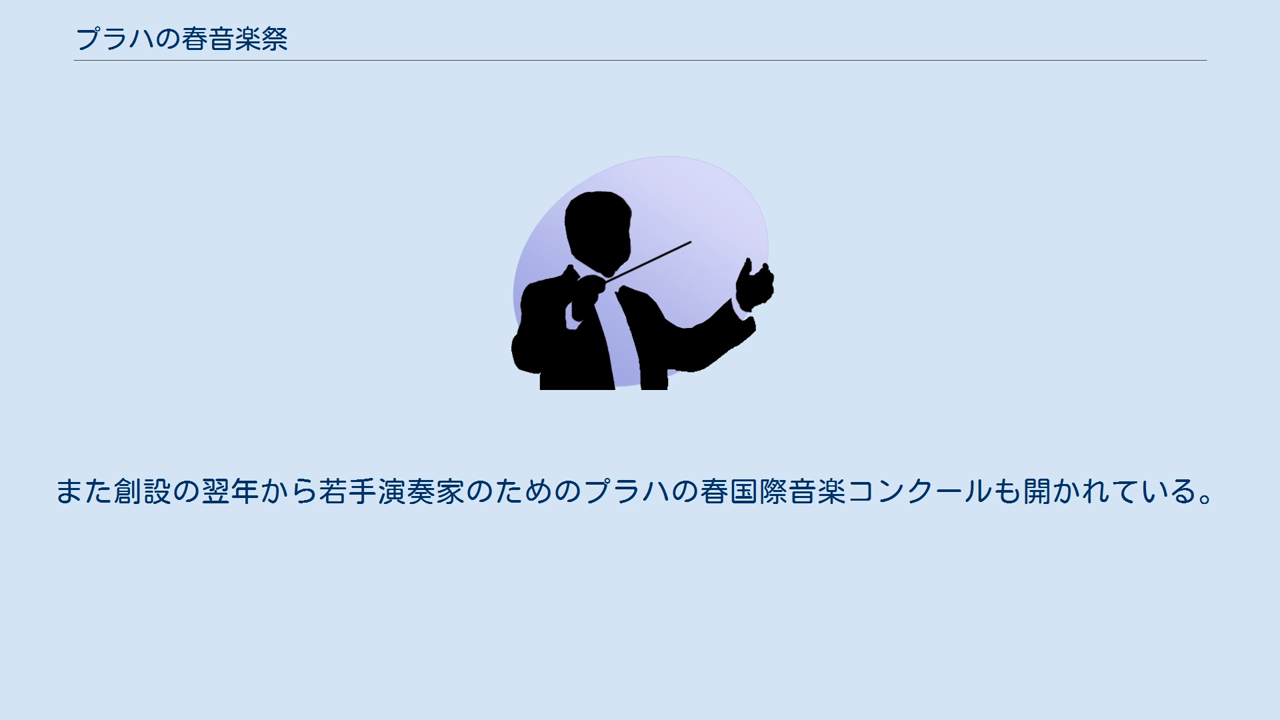 プラハの春音楽祭
また創設の翌年から若手演奏家のためのプラハの春国際音楽コンクールも開かれている。